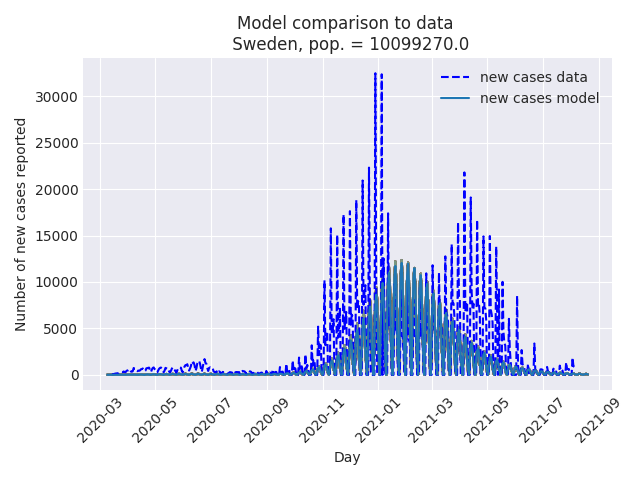 Model comparison to data
Sweden, pop. = 10099270.0
new cases data
new cases model
Number of new cases reported
30000
25000
20000
15000
10000
5000
0
2020-03
2020-05
2020-07
2020-09
2020-11
2021-01
2021-03
2021-05
2021-07
2021-09
Day